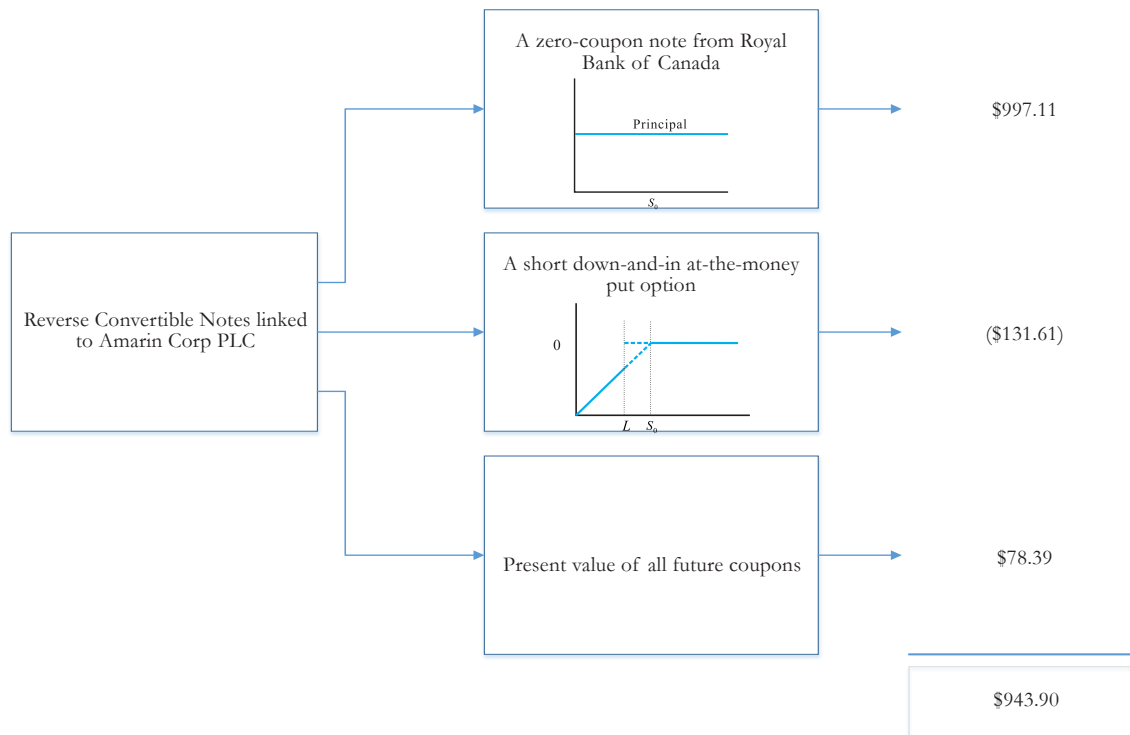 A zero-coupon note from Royal
Bank of Canada
Principal
S₀
$997.11
Reverse Convertible Notes linked
to Amarin Corp PLC
A short down-and-in at-the-money
put option
0
L S₀
($131.61)
Present value of all future coupons
$78.39
$943.90